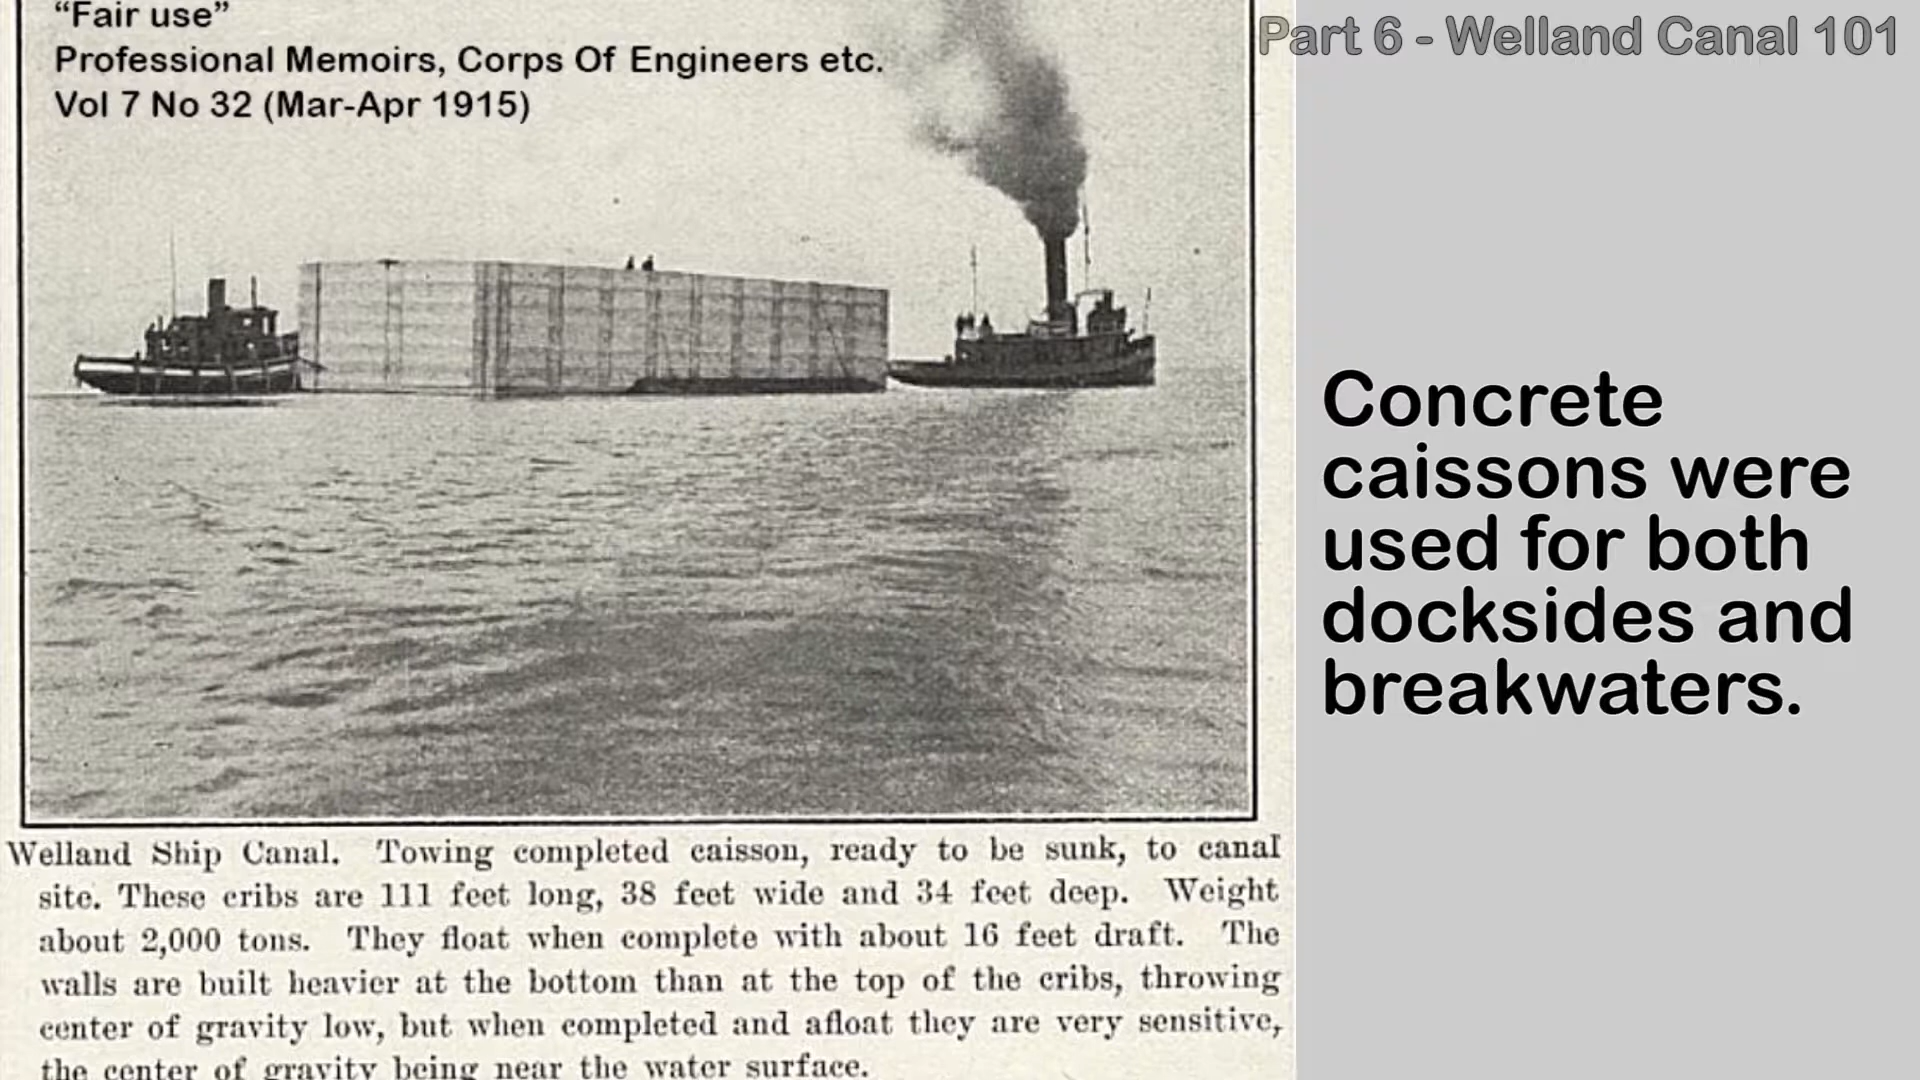 “Fair use”
Professional Memoirs, Corps Of Engineers etc.
Vol 7 No 32 (Mar-Apr 1915)
Part 6 - Welland Canal 101
Concrete
caissons were
used for both
docksides and
breakwaters.
Welland Ship Canal. Towing completed caisson, ready to be sunk, to canal
site. These cribs are 111 feet long, 38 feet wide and 34 feet deep. Weight
about 2,000 tons. They float when complete with about 16 feet draft. The
walls are built heavier at the bottom than at the top of the cribs, throwing
center of gravity low, but when completed and afloat they are very sensitive,
the center of gravity being near the water surface.